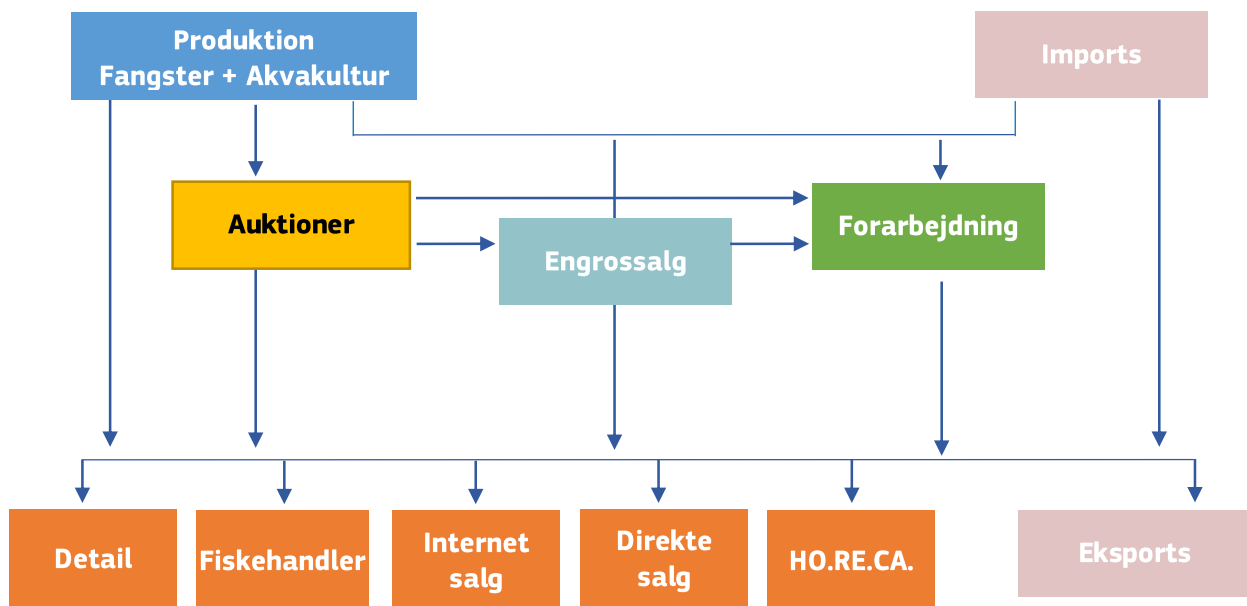 Produktion
Fangster + Akvakultur
Imports
Auktioner
Engrossalg
Forarbejdning
Detail
Fiskehandler
Internet
salg
Direkte
salg
HO.RE.CA.
Eksports